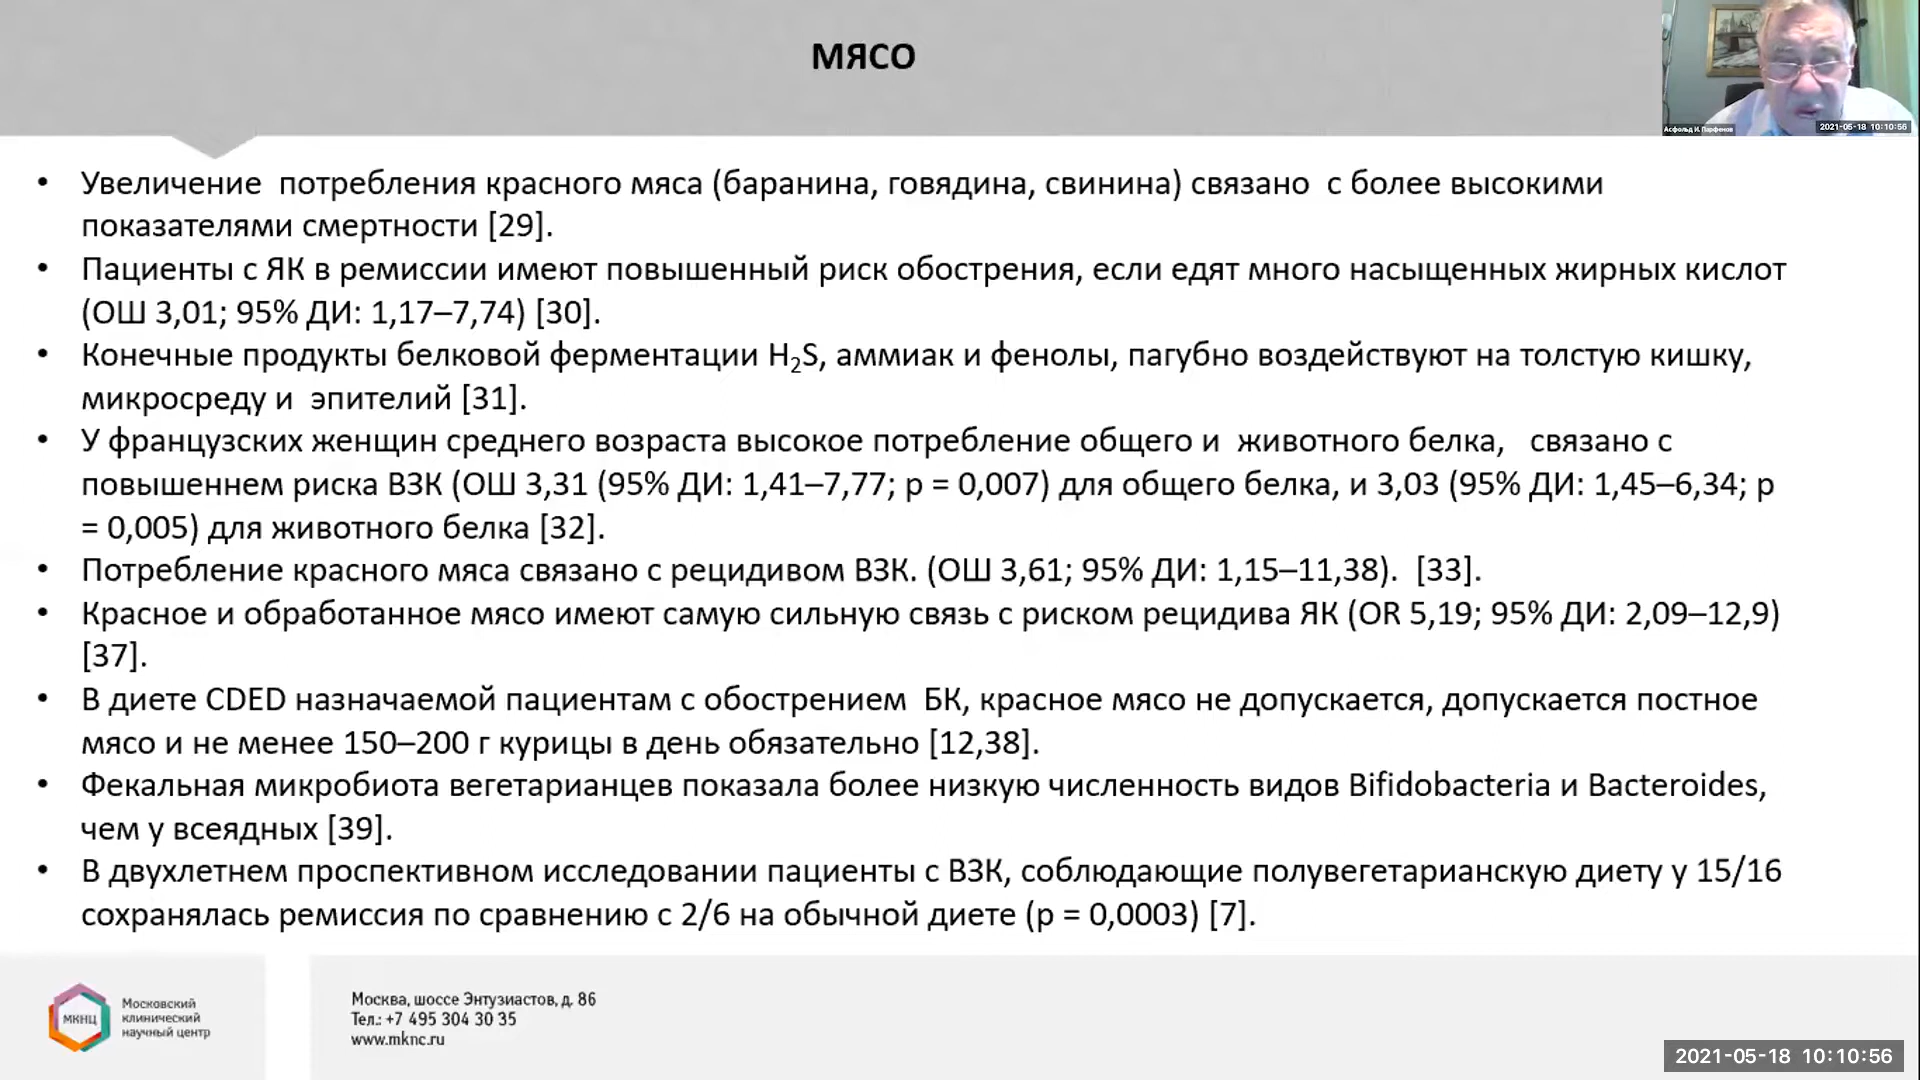 МЯСО
Асфольд И. Парфенов
2021-05-18 10:10:56
• Увеличение потребления красного мяса (баранина, говядина, свинина) связано с более высокими
показателями смертности [29].
• Пациенты с ЯК в ремиссии имеют повышенный риск обострения, если едят много насыщенных жирных кислот
(ОШ 3,01; 95% ДИ: 1,17–7,74) [30].
• Конечные продукты белковой ферментации H₂S, аммиак и фенолы, пагубно воздействуют на толстую кишку,
микросреду и эпителий [31].
• У французских женщин среднего возраста высокое потребление общего и животного белка, связано с
повышеннем риска ВЗК (ОШ 3,31 (95% ДИ: 1,41–7,77; p = 0,007) для общего белка, и 3,03 (95% ДИ: 1,45–6,34; p
= 0,005) для животного белка [32].
• Потребление красного мяса связано с рецидивом ВЗК. (ОШ 3,61; 95% ДИ: 1,15–11,38). [33].
• Красное и обработанное мясо имеют самую сильную связь с риском рецидива ЯК (OR 5,19; 95% ДИ: 2,09–12,9)
[37].
• В диете CDED назначаемой пациентам с обострением БК, красное мясо не допускается, допускается постное
мясо и не менее 150–200 г курицы в день обязательно [12,38].
• Фекальная микробиота вегетарианцев показала более низкую численность видов Bifidobacteria и Bacteroides,
чем у всеядных [39].
• В двухлетнем проспективном исследовании пациенты с ВЗК, соблюдающие полувегетарианскую диету у 15/16
сохранялась ремиссия по сравнению с 2/6 на обычной диете (p = 0,0003) [7].
МКНЦ
Московский
клинический
научный центр
Москва, шоссе Энтузиастов, д. 86
Тел.: +7 495 304 30 35
www.mknc.ru
2021-05-18 10:10:56